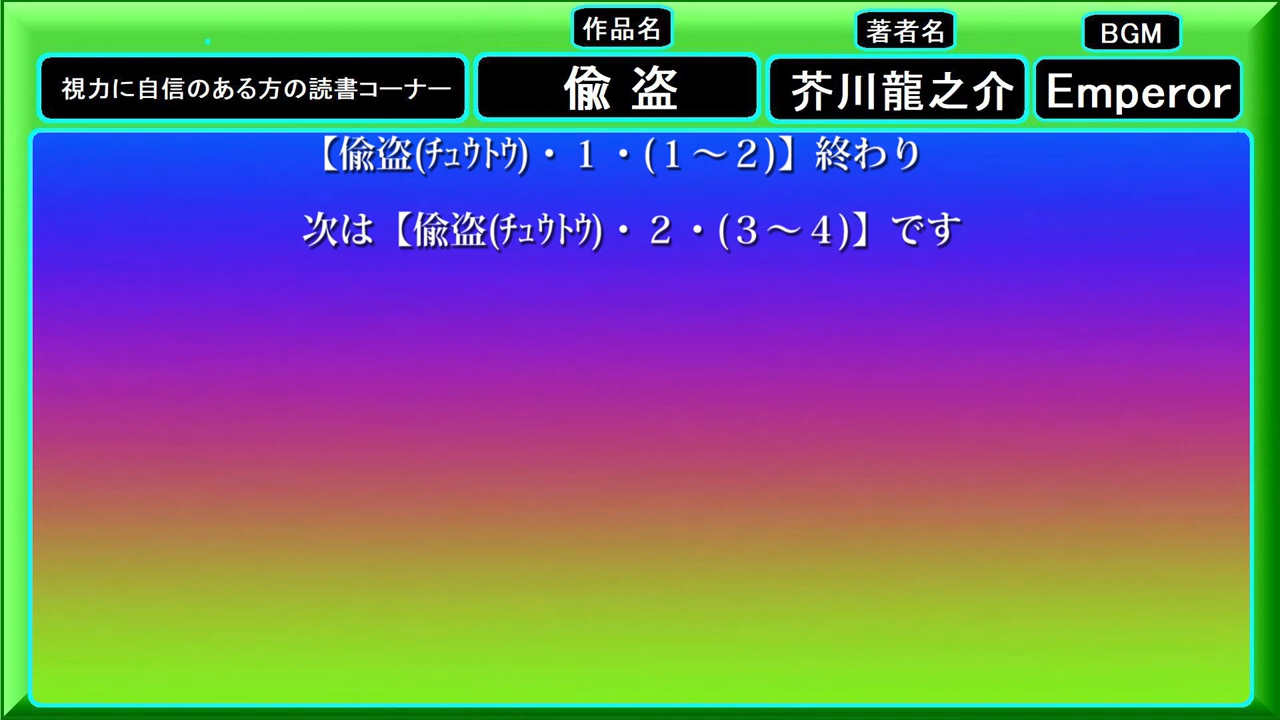 作品名
著者名
BGM
視力に自信のある方の読書コーナー
偸盗
芥川龍之介
Emperor
【偸盗(ﾁｭｳﾄｳ)・１・(１～２)】終わり
次は【偸盗(ﾁｭｳﾄｳ)・２・(３～４)】です